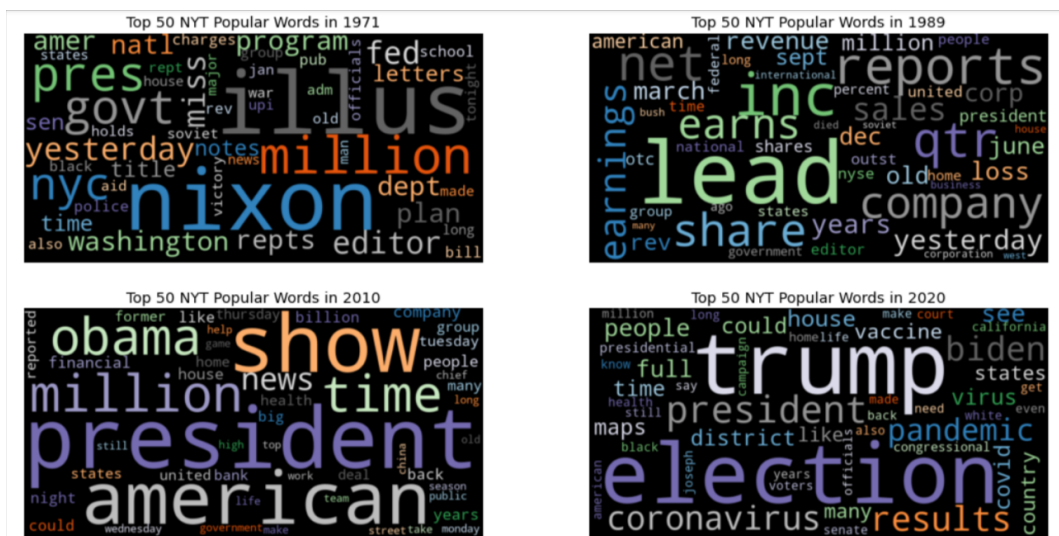 Top 50 NYT Popular Words in 1971
amer natl charges program fed school
states rept group pub letters
pres house miss major jan officials tonight
govt illus war adm
sen rev upi old
holds soviet
yesterday notes news man million
black title
nyc aid victory dept made
police nixon plan
time long
also washington repts editor bill
Top 50 NYT Popular Words in 1989
american revenue million people
long sept
net federal international reports
march inc percent united corp
bush time sales president
earnings earns died soviet house
national shares dec qtr june
otc lead outst
nyse old home loss
business
group ago states company
many share years
rev government editor yesterday
corporation west
Top 50 NYT Popular Words in 2010
reported former like thursday billion company
obama help show group
game tuesday
financial home people
house news chief
million health time many
big long
president
still high top china old
states united bank work deal back
night american life team season
public
years
could wednesday government make street take monday
Top 50 NYT Popular Words in 2020
million long make court see
people could house california
presidential home life vaccine
know trump biden
full campaign states
time say get
health president made need virus
still back white even
maps
black district like also pandemic
congressional
american joseph election years officials covid country
voters
coronavirus many results
senate